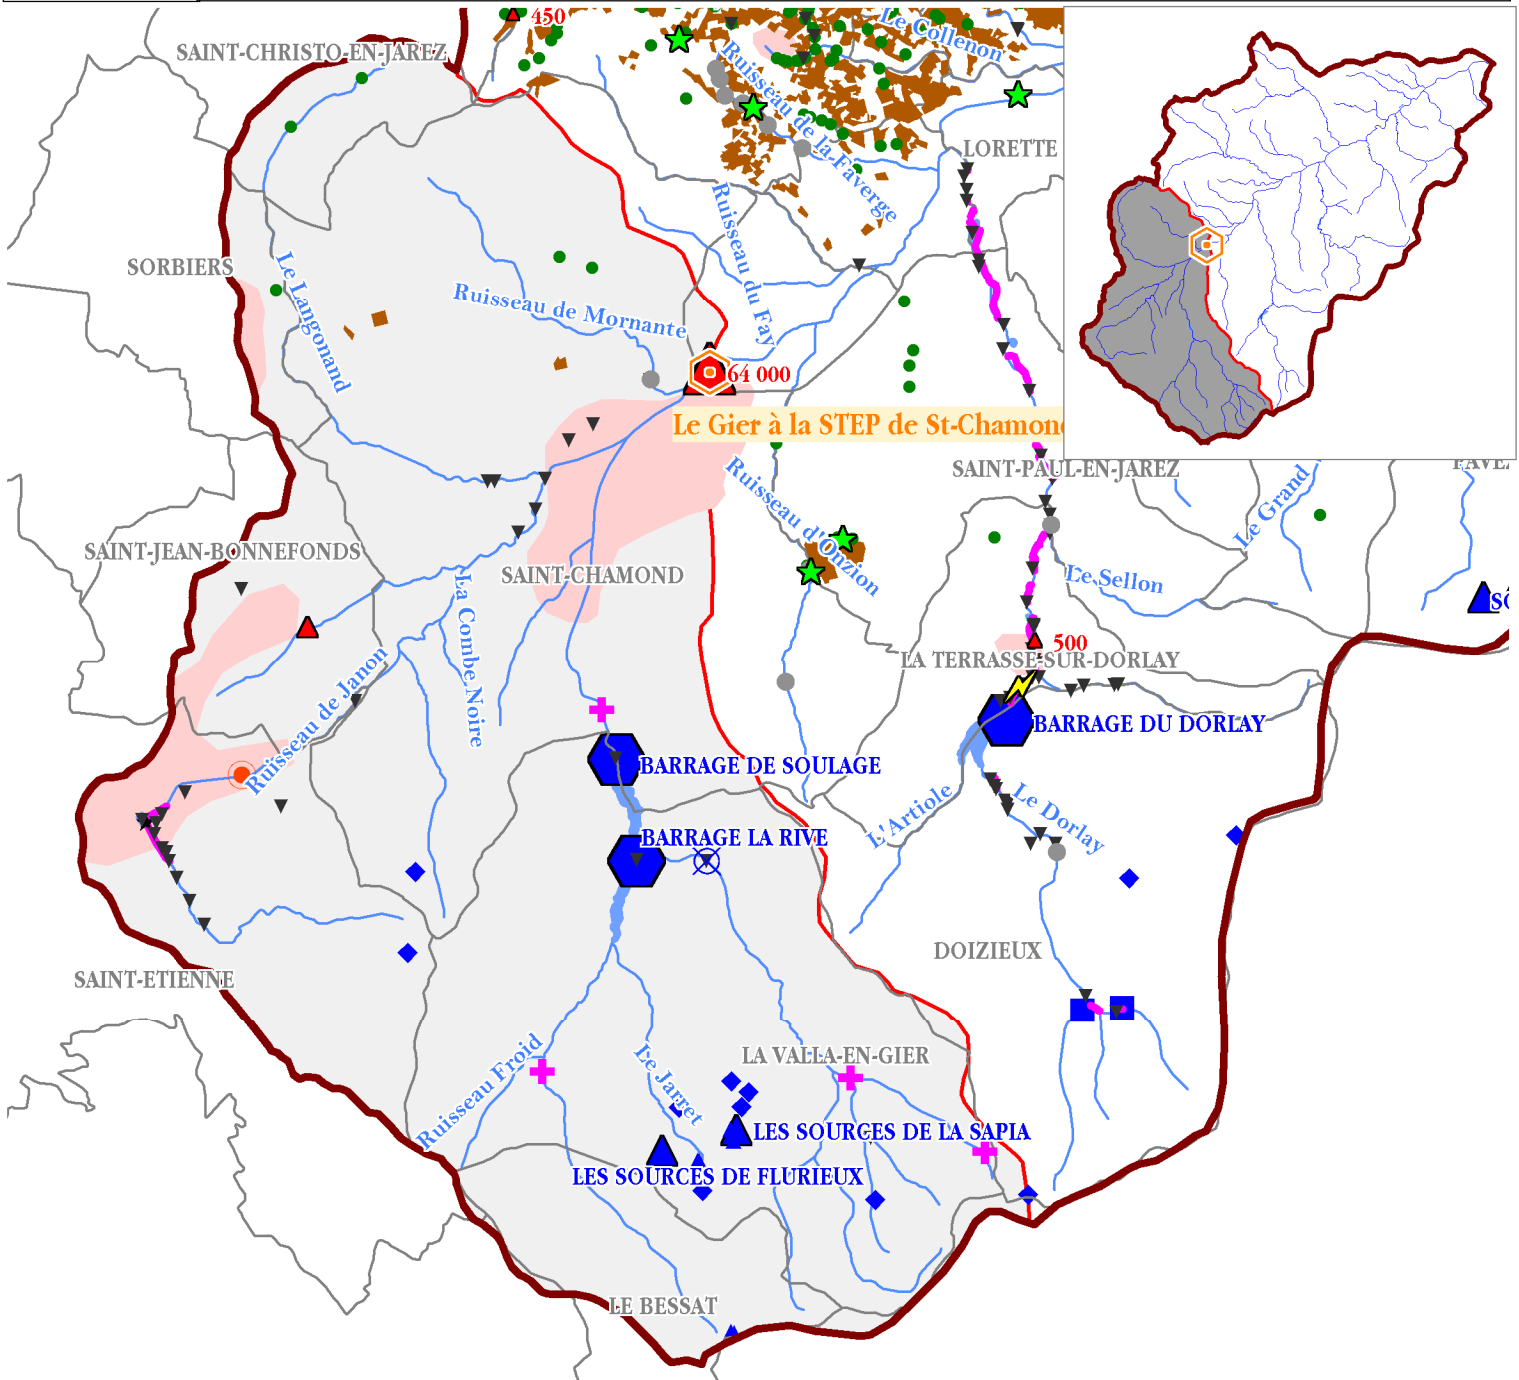 450
Le Collenon
SAINT-CHRISTO-EN-JAREZ
Ruisseau de la Faverge
LORETTE
SORBIERS
Le Langonand
Ruisseau du Fay
Ruisseau de Mornante
64 000
Le Gier à la STEP de St-Chamond
SAINT-PAUL-EN-JAREZ
Le Grand
Ruisseau d'Onzion
SAINT-JEAN-BONNEFONDS
SAINT-CHAMOND
Le Sellon
La Combe Noire
500
LA TERRASSE-SUR-DORLAY
Ruisseau de Janon
BARRAGE DU DORLAY
BARRAGE DE SOULAGE
L'Artiole
Le Dorlay
BARRAGE LA RIVE
DOIZIEUX
SAINT-ETIENNE
Ruisseau Froid
Le Jarret
LA VALLA-EN-GIER
LES SOURCES DE LA SAPIA
LES SOURCES DE FLURIEUX
LE BESSAT